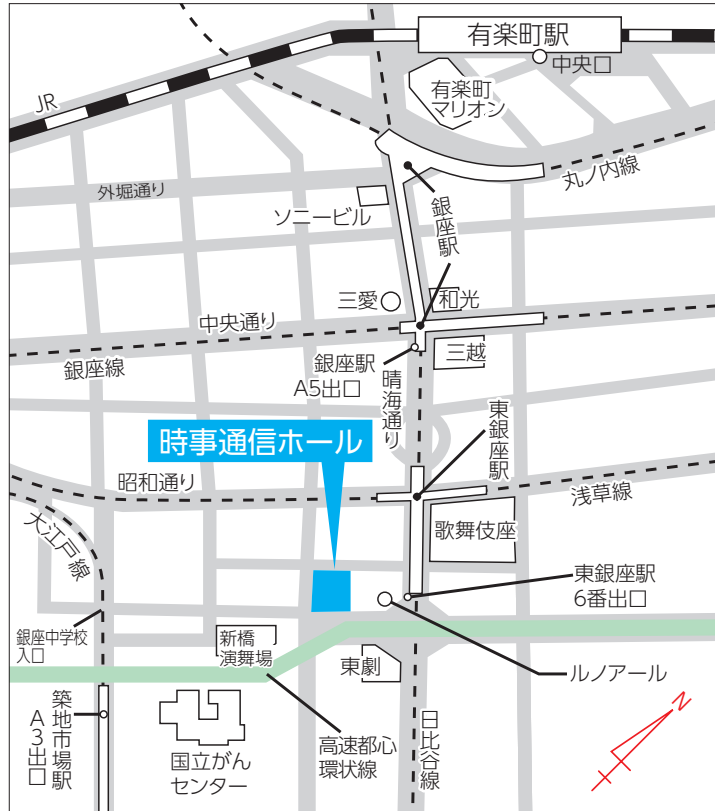 有楽町駅
中央口
JR
有楽町
マリオン
外堀通り
丸ノ内線
ソニービル
銀座駅
三愛
和光
中央通り
銀座線
銀座駅
A5出口
三越
晴海通り
時事通信ホール
東銀座駅
昭和通り
浅草線
大江戸線
歌舞伎座
東銀座駅
6番出口
銀座中学校
入口
新橋
演舞場
東劇
ルノアール
築地市場駅
A3出口
国立がん
センター
高速都心
環状線
日比谷線
N